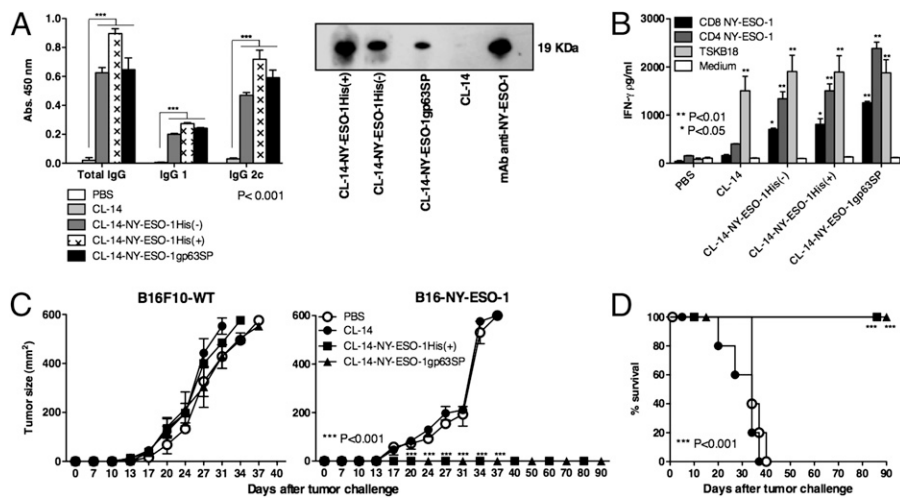 A
***
***
***
Abs. 450 nm
1.0
0.8
0.6
0.4
0.2
0.0
Total IgG
IgG 1
IgG 2c
P< 0.001
PBS
CL-14
CL-14-NY-ESO-1His(-)
CL-14-NY-ESO-1His(+)
CL-14-NY-ESO-1gp63SP
19 KDa
CL-14-NY-ESO-1His(+)
CL-14-NY-ESO-1His(-)
CL-14-NY-ESO-1gp63SP
CL-14
mAb anti-NY-ESO-1
B
IFN-γ ρg/ml
3000
2000
1000
0
CD8 NY-ESO-1
CD4 NY-ESO-1
TSKB18
Medium
** P<0.01
* P<0.05
**
* ** **
* ** **
** ** **
PBS
CL-14
CL-14-NY-ESO-1His(-)
CL-14-NY-ESO-1His(+)
CL-14-NY-ESO-1gp63SP
C
B16F10-WT
Tumor size (mm²)
600
400
200
0
0 7 10 13 17 20 24 27 31 34 37 40
Days after tumor challenge
B16-NY-ESO-1
600
400
200
0
PBS
CL-14
CL-14-NY-ESO-1His(+)
CL-14-NY-ESO-1gp63SP
*** P<0.001
*** *** *** *** *** ***
0 7 10 13 17 20 24 27 31 34 37 50 60 70 80 90
Days after tumor challenge
D
% survival
100
80
60
40
20
0
*** ***
*** P<0.001
0 10 20 30 40 50 60 70 80 90
Days after tumor challenge